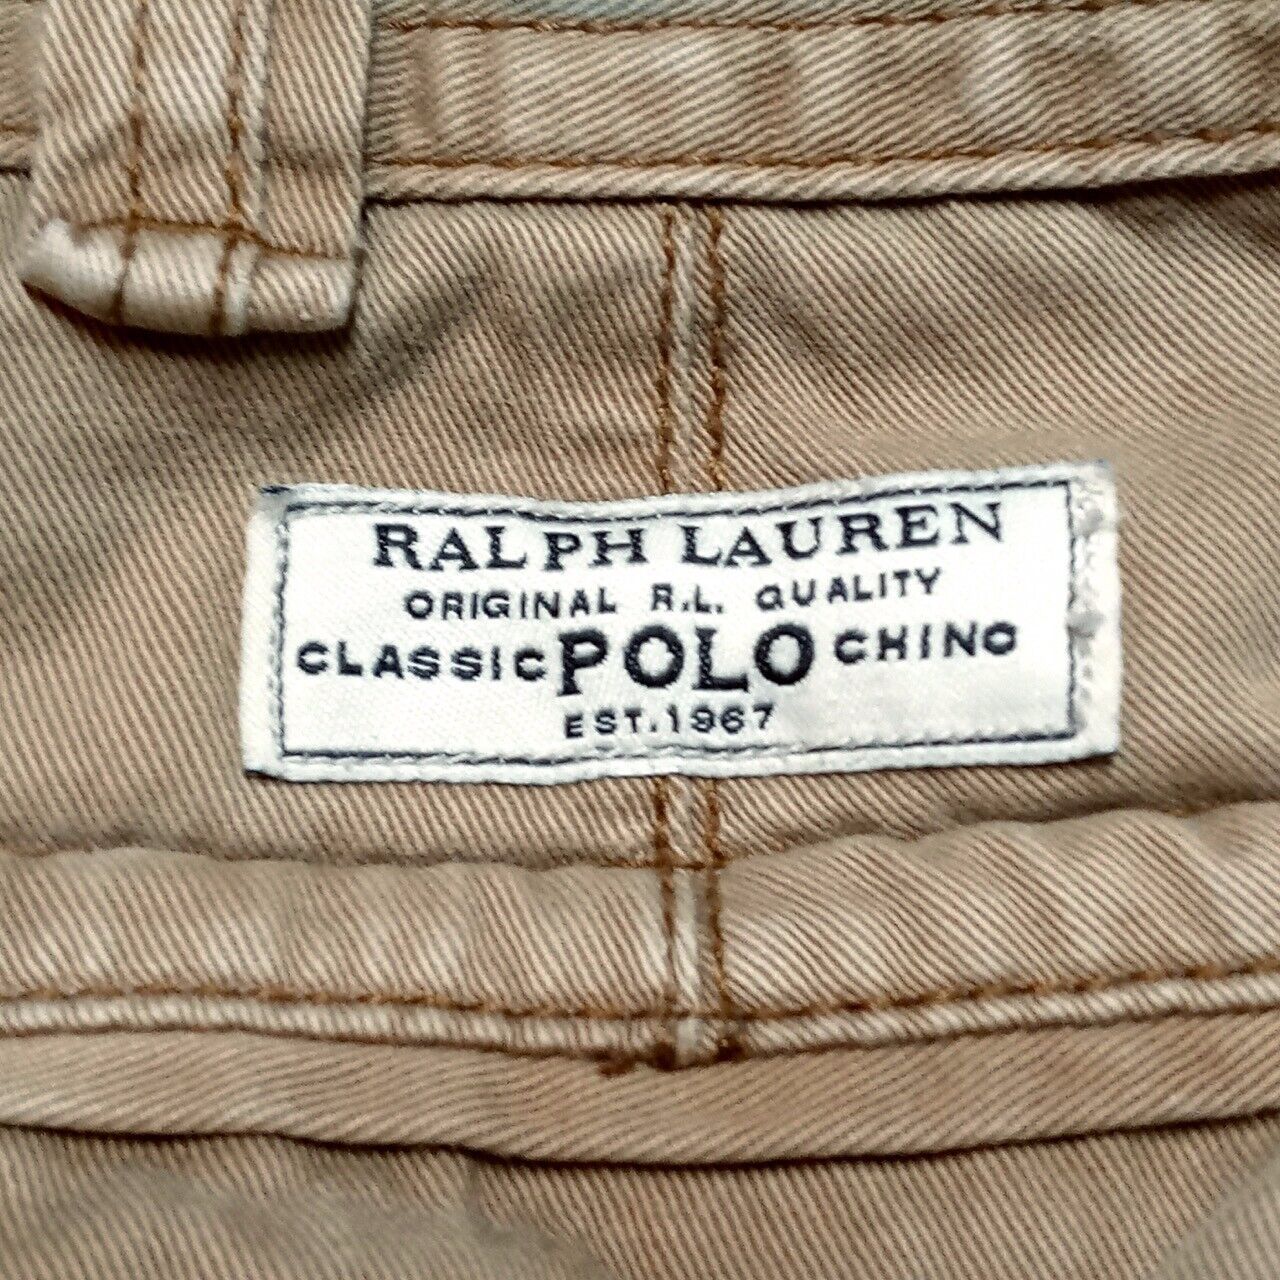 RALPH LAUREN
ORIGINAL R.L. QUALITY
CLASSIC POLO CHINO
EST. 1967